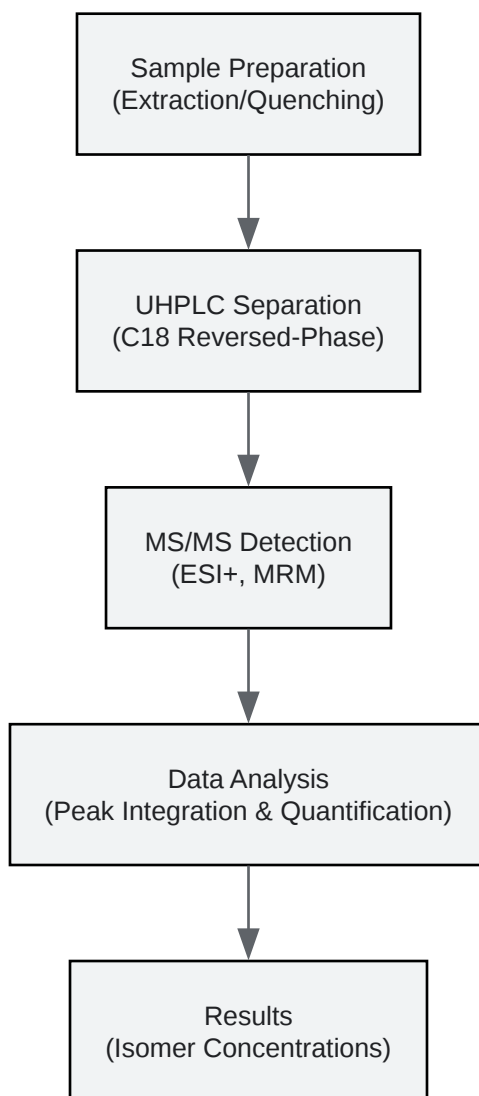 Sample Preparation
(Extraction/Quenching)
UHPLC Separation
(C18 Reversed-Phase)
MS/MS Detection
(ESI+, MRM)
Data Analysis
(Peak Integration & Quantification)
Results
(Isomer Concentrations)